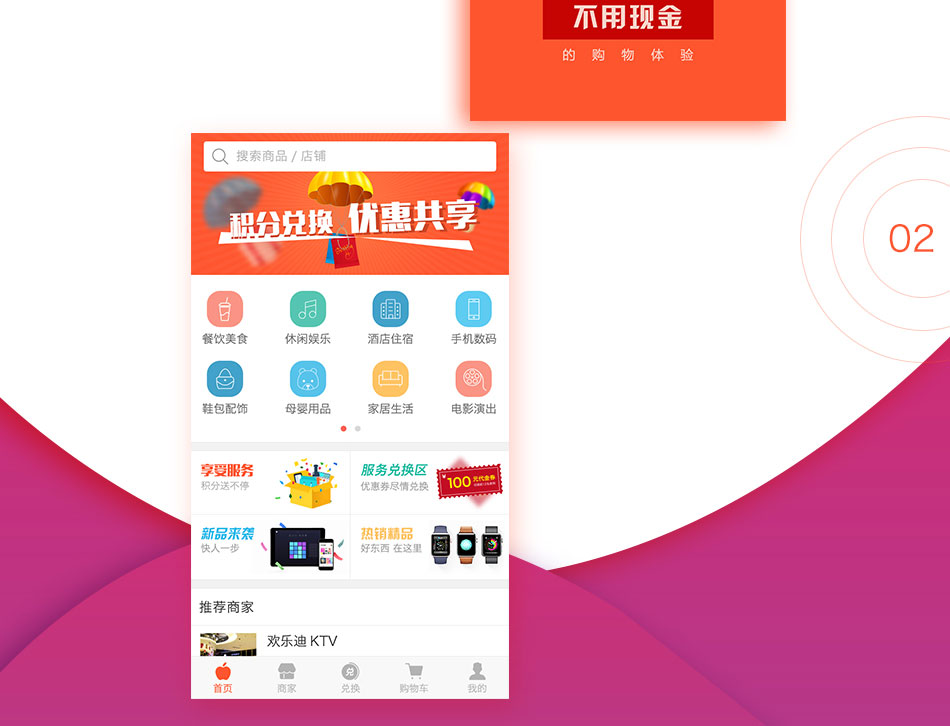 不用现金
的购物体验
02
搜索商品 / 店铺
积分兑换 优惠共享
餐饮美食 休闲娱乐 酒店住宿 手机数码
鞋包配饰 母婴用品 家居生活 电影演出
享受服务
积分送不停
服务兑换区
优惠券尽情兑换
100元代金券
新品来袭
快人一步
热销精品
好东西 在这里
推荐商家
欢乐迪 KTV
兑
首页 商家 兑换 购物车 我的